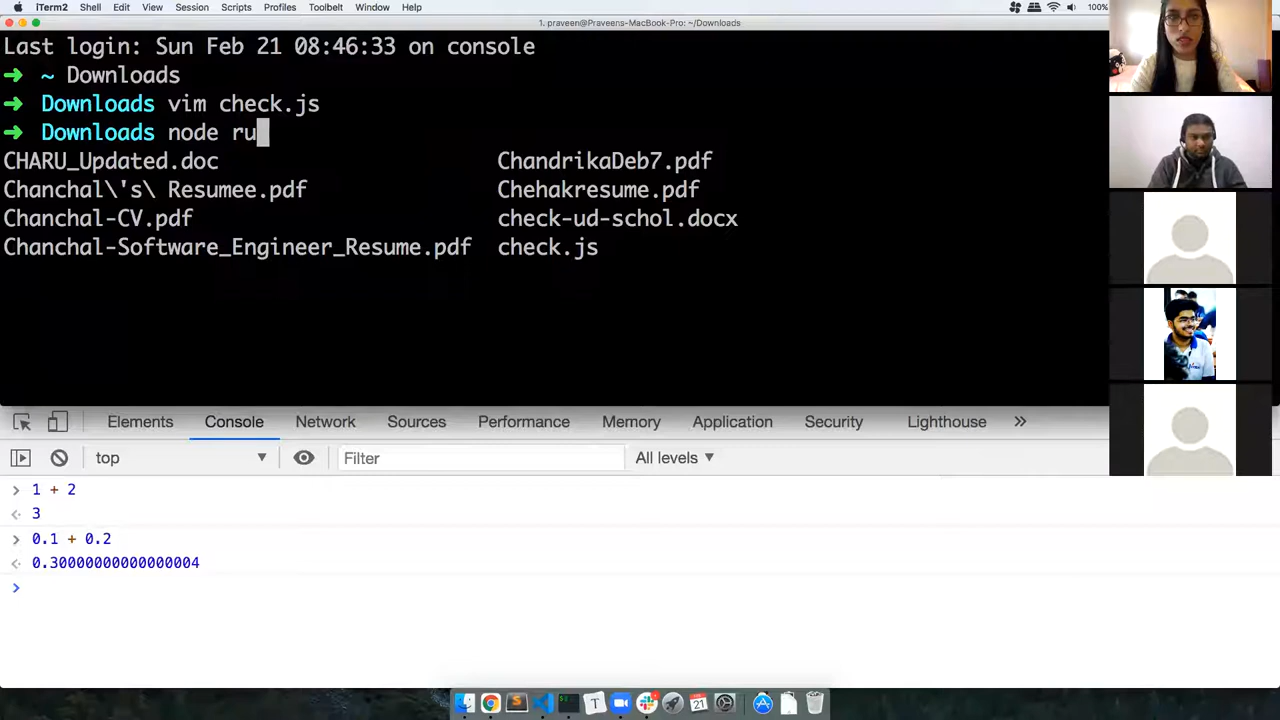 iTerm2 Shell Edit View Session Scripts Profiles Toolbelt Window Help 100%
1. praveen@Praveens-MacBook-Pro: ~/Downloads
Last login: Sun Feb 21 08:46:33 on console
➜ ~ Downloads
➜ Downloads vim check.js
➜ Downloads node ru
CHARU_Updated.doc ChandrikaDeb7.pdf
Chanchal\'s\ Resumee.pdf Chehakresume.pdf
Chanchal-CV.pdf check-ud-schol.docx
Chanchal-Software_Engineer_Resume.pdf check.js
Elements Console Network Sources Performance Memory Application Security Lighthouse »
top ▼ Filter All levels ▼
> 1 + 2
< 3
> 0.1 + 0.2
< 0.30000000000000004
>
T 21